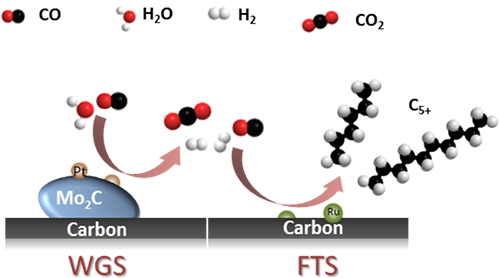 CO H₂O H₂ CO₂
C₅₊
Pt
Mo₂C
Ru
Carbon Carbon
WGS FTS